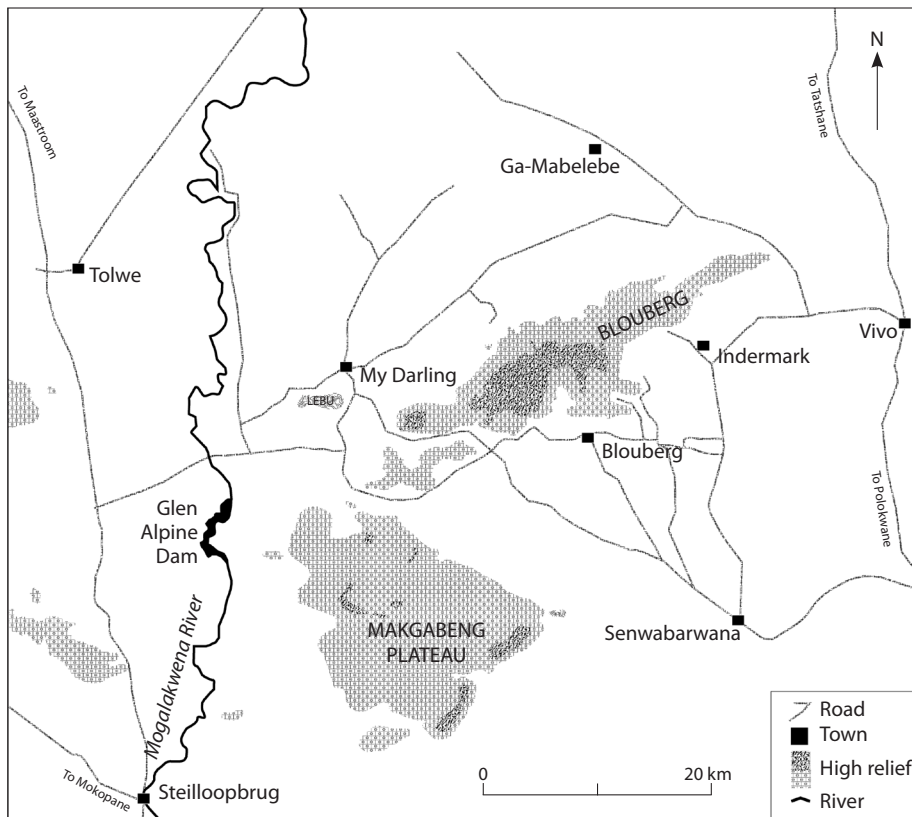 N
To Maastroom
To Tatshane
Ga-Mabelebe
Tolwe
BLOUBERG
Vivo
Indermark
My Darling
LEBU
Blouberg
To Polokwane
Glen
Alpine
Dam
MAKGABENG
PLATEAU
Senwabarwana
Mogalakwena River
To Mokopane
Steilloopbrug
0 20 km
Road
Town
High relief
River